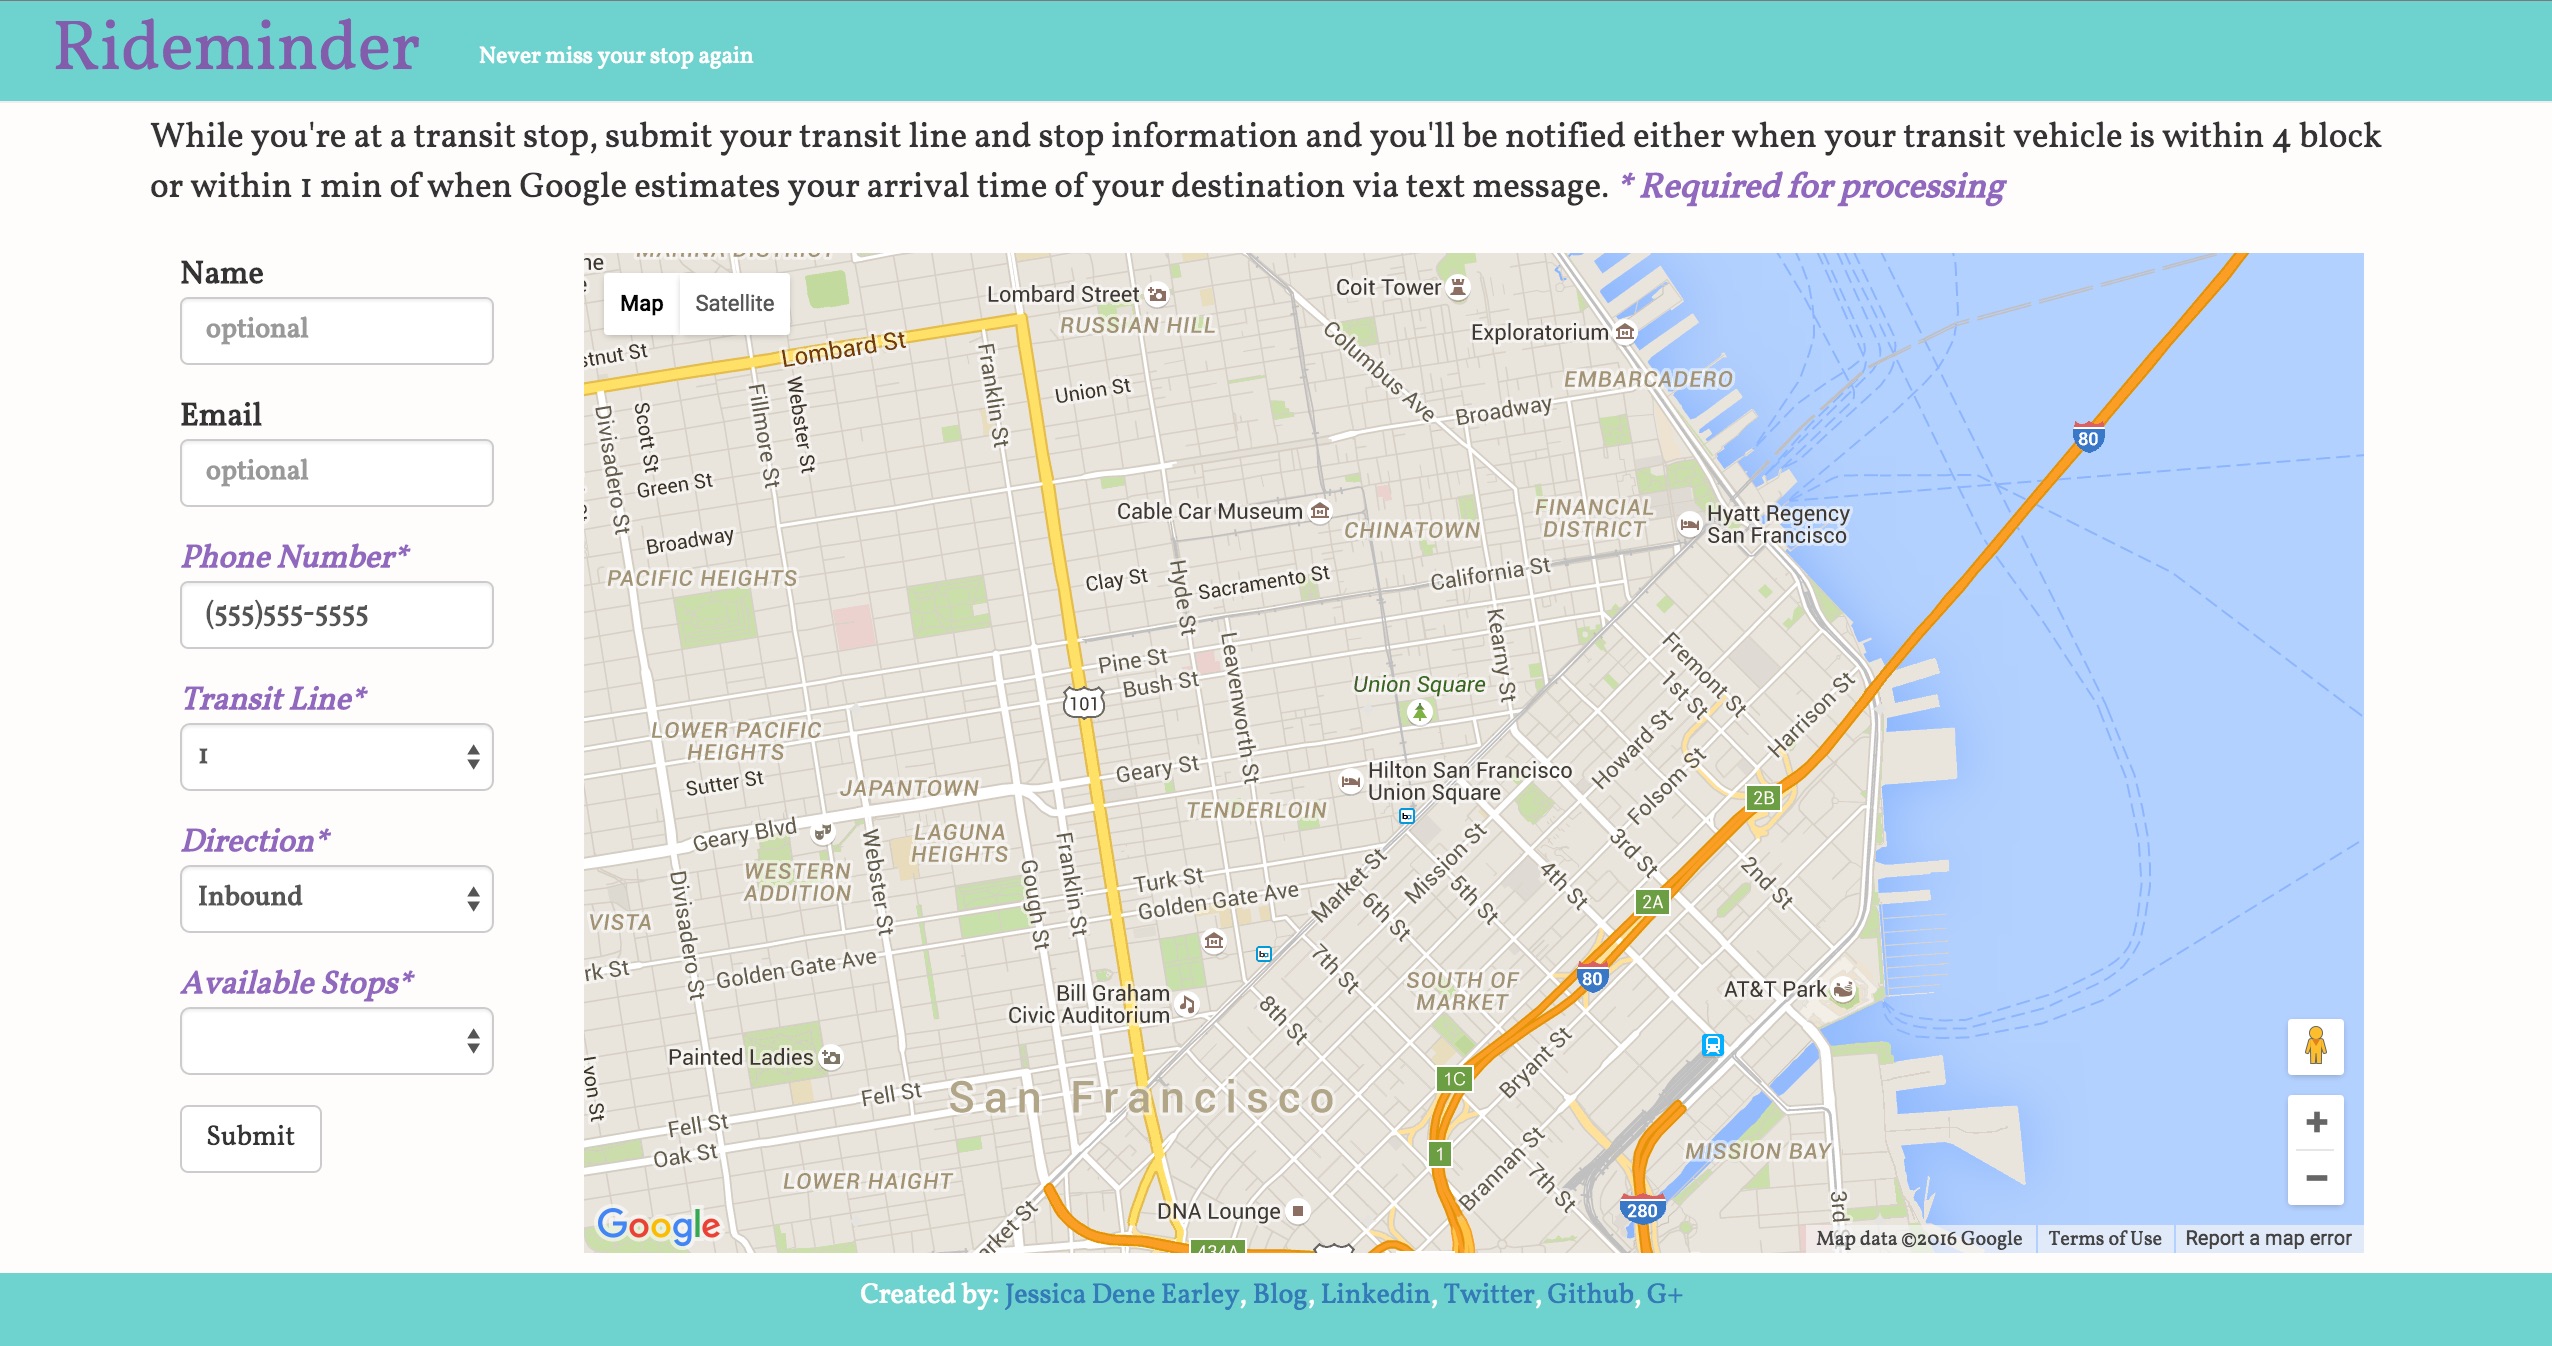 Rideminder
Never miss your stop again
While you're at a transit stop, submit your transit line and stop information and you'll be notified either when your transit vehicle is within 4 block
or within 1 min of when Google estimates your arrival time of your destination via text message. * Required for processing
Name
optional
Email
optional
Phone Number*
(555)555-5555
Transit Line*
1
Direction*
Inbound
Available Stops*
Submit
MARINA DISTRICT
Map
Satellite
Lombard Street
Coit Tower
RUSSIAN HILL
Exploratorium
Lombard St
stnut St
Columbus Ave
Franklin St
EMBARCADERO
Union St
Broadway
Webster St
Fillmore St
Scott St
Divisadero St
Green St
80
Cable Car Museum
CHINATOWN
FINANCIAL
DISTRICT
Hyatt Regency
San Francisco
Broadway
PACIFIC HEIGHTS
Clay St
Hyde St
Sacramento St
California St
Kearny St
Pine St
Bush St
Leavenworth St
Fremont St
1st St
Union Square
101
Harrison St
Howard St
Folsom St
LOWER PACIFIC
HEIGHTS
Sutter St
JAPANTOWN
Geary St
Hilton San Francisco
Union Square
2B
TENDERLOIN
Geary Blvd
LAGUNA
HEIGHTS
Webster St
Gough St
Franklin St
3rd St
2nd St
4th St
Mission St
Market St
5th St
6th St
WESTERN
ADDITION
Turk St
Golden Gate Ave
2A
VISTA
Divisadero St
7th St
rk St
Golden Gate Ave
SOUTH OF
MARKET
80
AT&T Park
Bill Graham
Civic Auditorium
8th St
Bryant St
Painted Ladies
1C
San Francisco
Fell St
Fell St
Oak St
1
Brannan St
7th St
MISSION BAY
LOWER HAIGHT
DNA Lounge
280
3rd
arket St
434A
Google
Map data ©2016 Google
Terms of Use
Report a map error
Created by: Jessica Dene Earley, Blog, Linkedin, Twitter, Github, G+